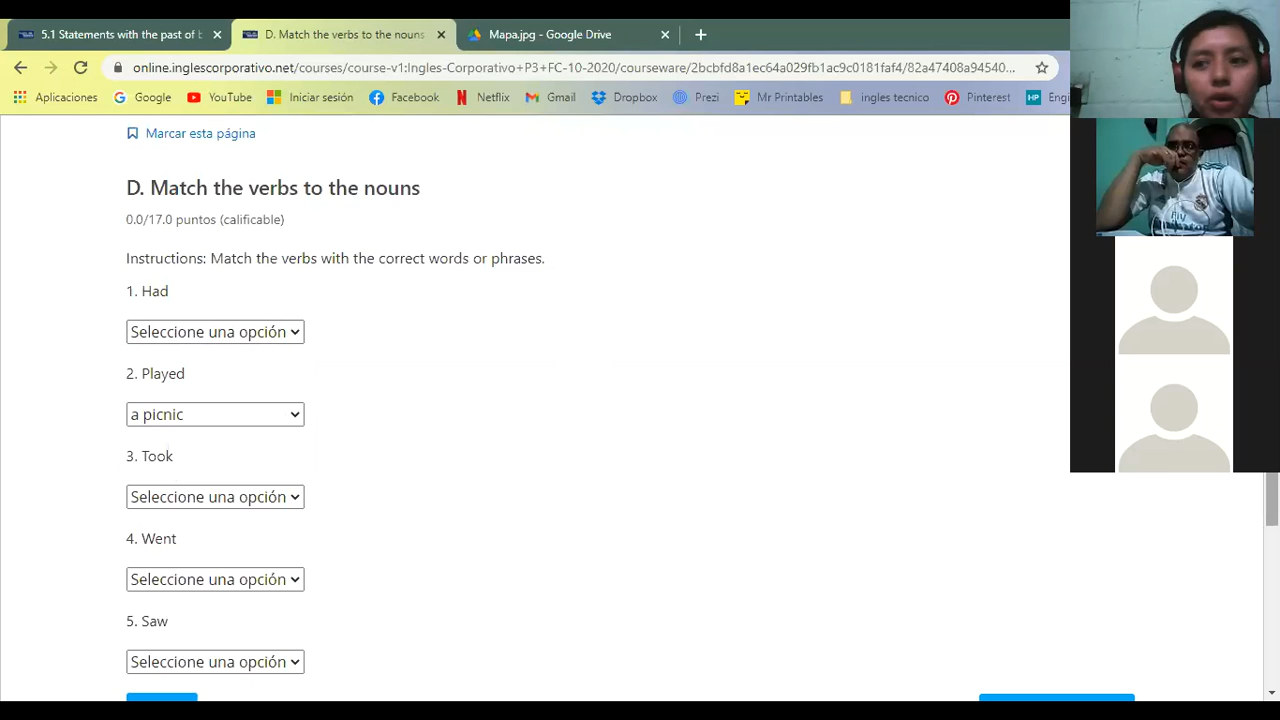 5.1 Statements with the past of b
D. Match the verbs to the nouns
Mapa.jpg - Google Drive
online.inglescorporativo.net/courses/course-v1:Ingles-Corporativo+P3+FC-10-2020/courseware/2bcbfd8a1ec64a029fb1ac9c0181faf4/82a47408a94540...
Aplicaciones Google YouTube Iniciar sesión Facebook Netflix Gmail Dropbox Prezi Mr Printables ingles tecnico Pinterest Engl
Marcar esta página
D. Match the verbs to the nouns
0.0/17.0 puntos (calificable)
Instructions: Match the verbs with the correct words or phrases.
1. Had
Seleccione una opción
2. Played
a picnic
3. Took
Seleccione una opción
4. Went
Seleccione una opción
5. Saw
Seleccione una opción